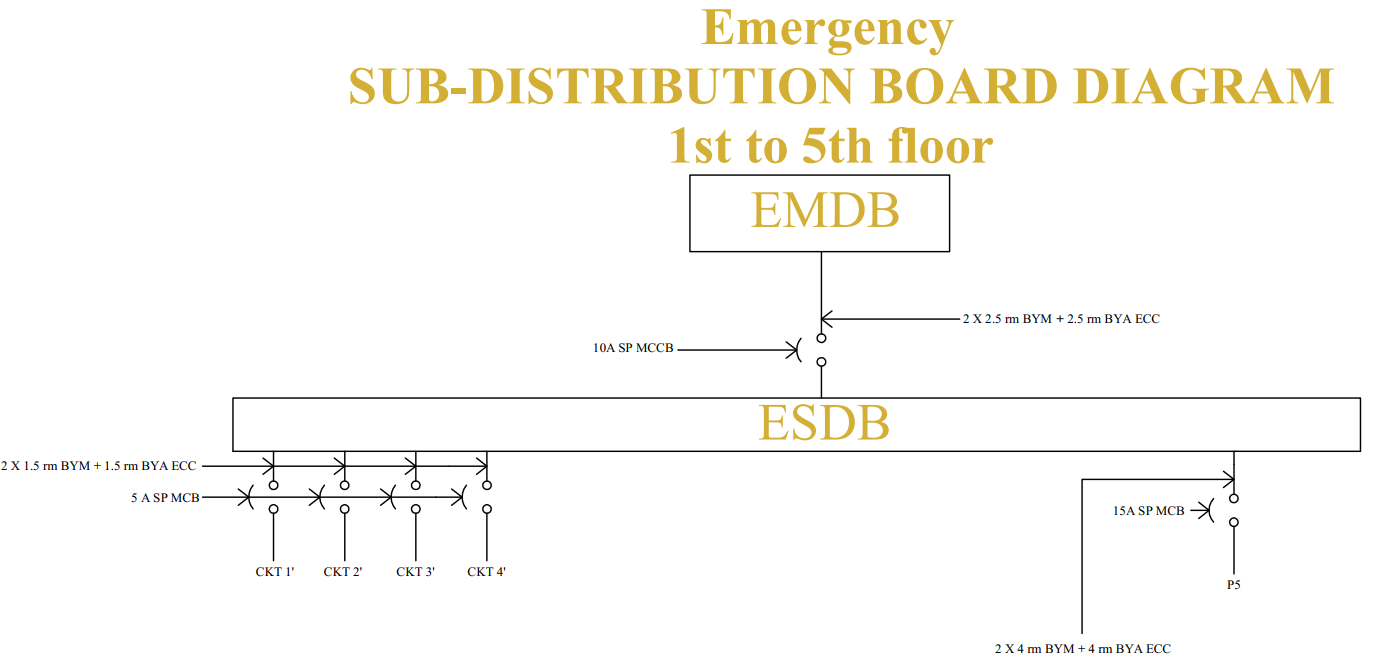 Emergency
SUB-DISTRIBUTION BOARD DIAGRAM
1st to 5th floor
EMDB
2 X 2.5 rm BYM + 2.5 rm BYA ECC
10A SP MCCB
ESDB
2 X 1.5 rm BYM + 1.5 rm BYA ECC
5 A SP MCB
15A SP MCB
CKT 1'
CKT 2'
CKT 3'
CKT 4'
P5
2 X 4 rm BYM + 4 rm BYA ECC